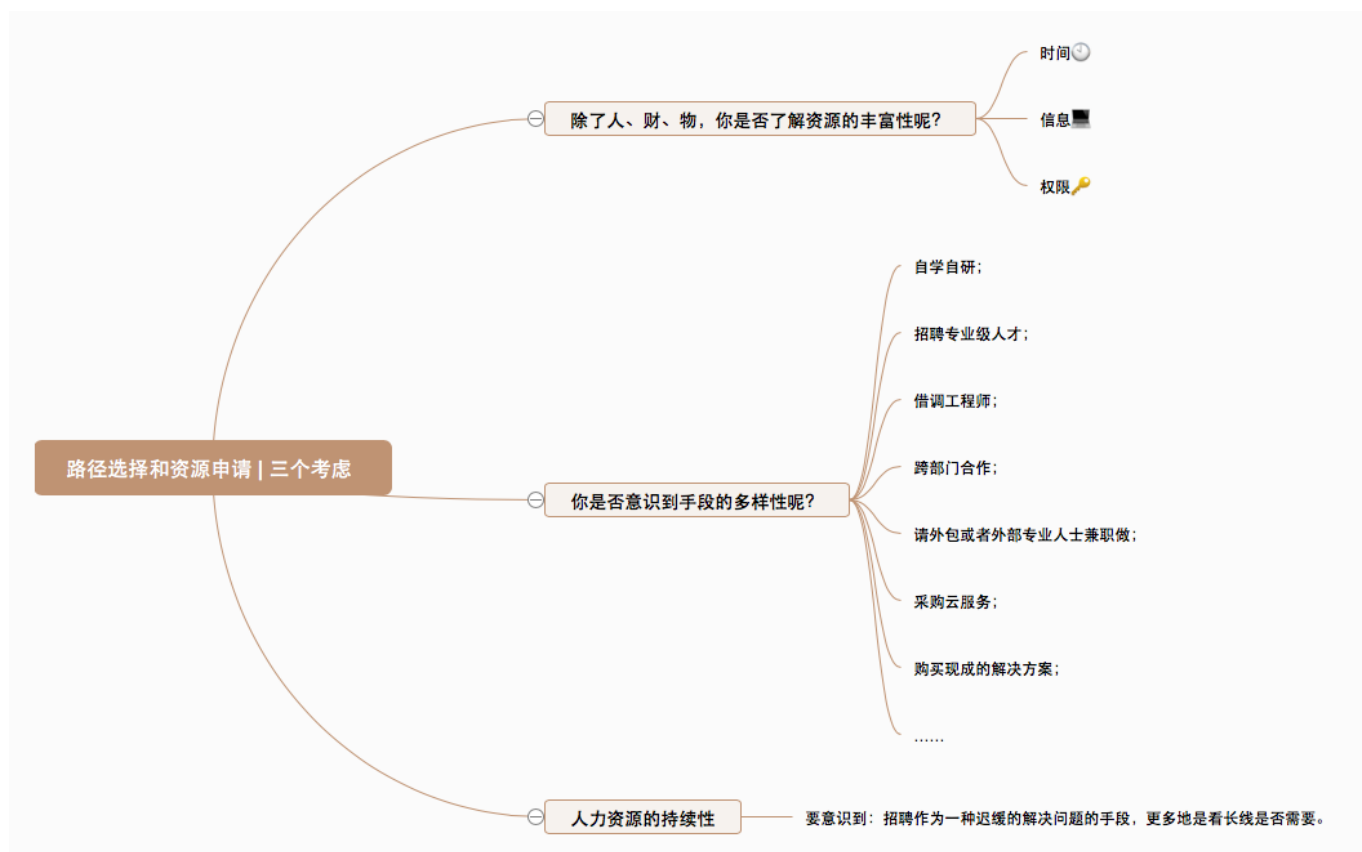 路径选择和资源申请 | 三个考虑
除了人、财、物，你是否了解资源的丰富性呢？
时间🕙
信息💻
权限🔑
你是否意识到手段的多样性呢？
自学自研；
招聘专业级人才；
借调工程师；
跨部门合作；
请外包或者外部专业人士兼职做；
采购云服务；
购买现成的解决方案；
……
人力资源的持续性
要意识到：招聘作为一种迟缓的解决问题的手段，更多地是看长线是否需要。